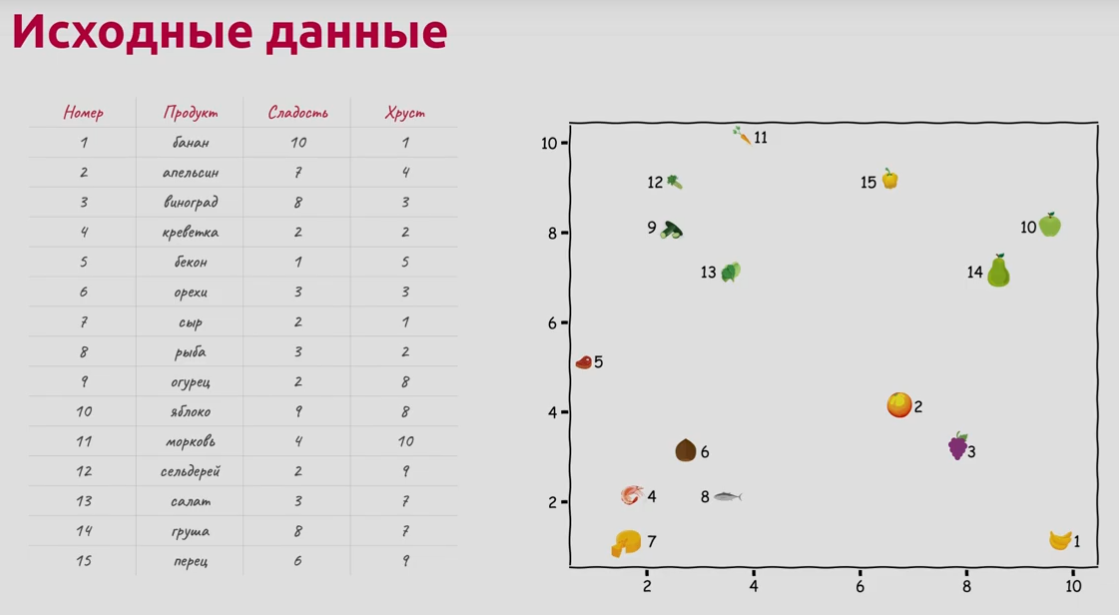 Исходные данные
Номер Продукт Сладость Хруст
1 банан 10 1
2 апельсин 7 4
3 виноград 8 3
4 креветка 2 2
5 бекон 1 5
6 орехи 3 3
7 сыр 2 1
8 рыба 3 2
9 огурец 2 8
10 яблоко 9 8
11 морковь 4 10
12 сельдерей 2 9
13 салат 3 7
14 груша 8 7
15 перец 6 9
10 11
12 15
8 9 10
13 14
6
5
4 2
6 3
2 4 8
7 1
2 4 6 8 10